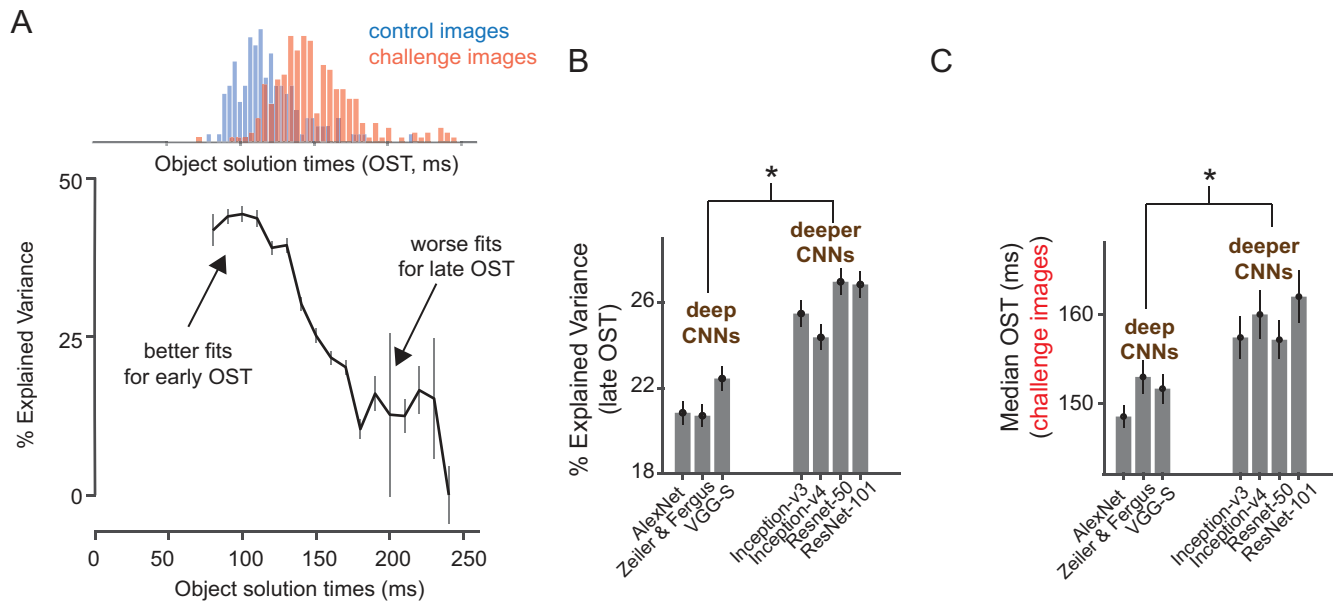 A
control images
challenge images
Object solution times (OST, ms)
50
25
0
% Explained Variance
better fits
for early OST
worse fits
for late OST
0
50
100
150
200
250
Object solution times (ms)
B
*
deeper
CNNs
deep
CNNs
26
22
18
% Explained Variance
(late OST)
AlexNet
Zeiler & Fergus
VGG-S
Inception-v3
Inception-v4
Resnet-50
ResNet-101
C
*
deeper
CNNs
deep
CNNs
160
150
Median OST (ms)
(challenge images)
AlexNet
Zeiler & Fergus
VGG-S
Inception-v3
Inception-v4
Resnet-50
ResNet-101